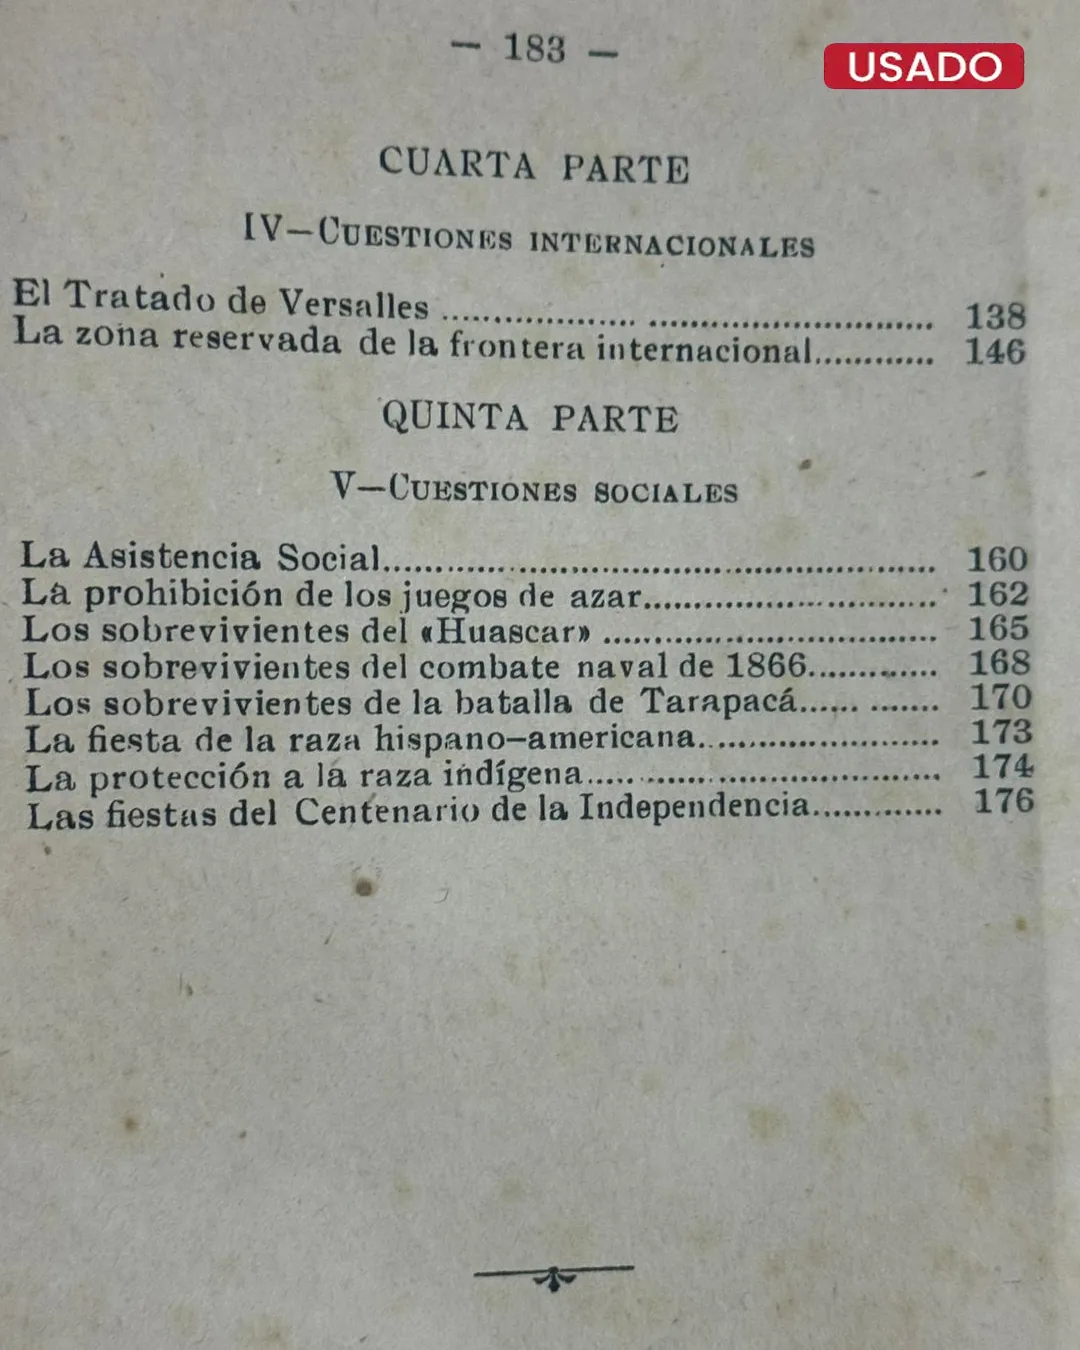 — 183 —
USADO
CUARTA PARTE
IV—CUESTIONES INTERNACIONALES
El Tratado de Versalles .................... .............................. 138
La zona reservada de la frontera internacional............ 146
QUINTA PARTE
V—CUESTIONES SOCIALES
La Asistencia Social....................................................... 160
La prohibición de los juegos de azar.............................. 162
Los sobrevivientes del «Huascar» .................................. 165
Los sobrevivientes del combate naval de 1866............. 168
Los sobrevivientes de la batalla de Tarapacá...... ....... 170
La fiesta de la raza hispano-americana........................ 173
La protección a la raza indígena................................... 174
Las fiestas del Centenario de la Independencia............. 176